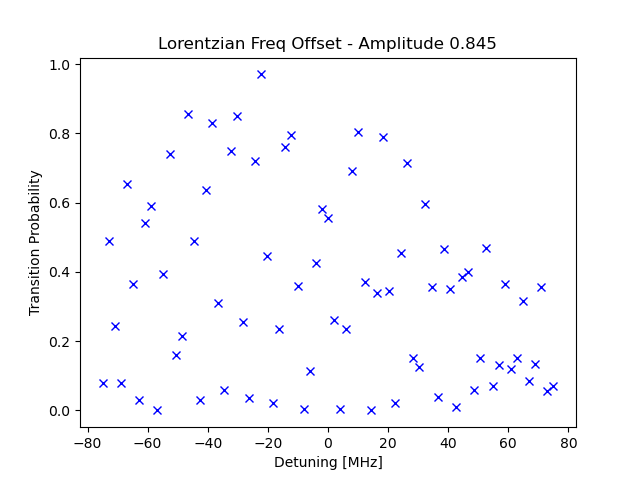 Lorentzian Freq Offset - Amplitude 0.845
1.0
0.8
0.6
0.4
0.2
0.0
Transition Probability
−80 −60 −40 −20 0 20 40 60 80
Detuning [MHz]